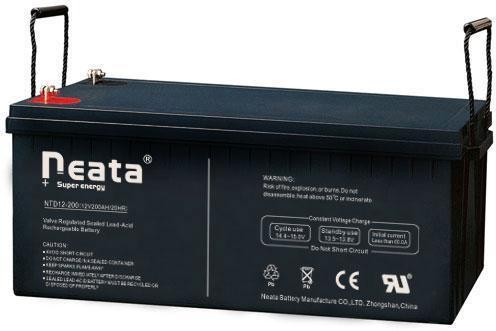 neata®
+ Super energy
NTD12-200(12V200AH/20HR)
Valve Regulated Sealed Lead-Acid
Rechargeable Battery
AVOID SHORT CIRCUIT
DO NOT CHARGE IN A SEALED CONTAINER
KEEP SPARKS FLAME AWAY
RECHARGE IMMEDIATELY AFTER DISCHARGE
SEALED LEAD ACID BATTERY MUST BE RECYCLED
OR DISPOSED OF PROPERLY
WARNING:
Risk of fire, explosion, or burns. Do not
disassemble, heat above 50°C or incinerate.
Constant Voltage Charge
Cycle use
14.4~15.0V
Standby use
13.5~13.8V
Initial current
Less than 60.0A
Do Not Short Circuit
Pb
Pb
CE
Neata Battery Manufacture CO.,LTD. Zhongshan, China